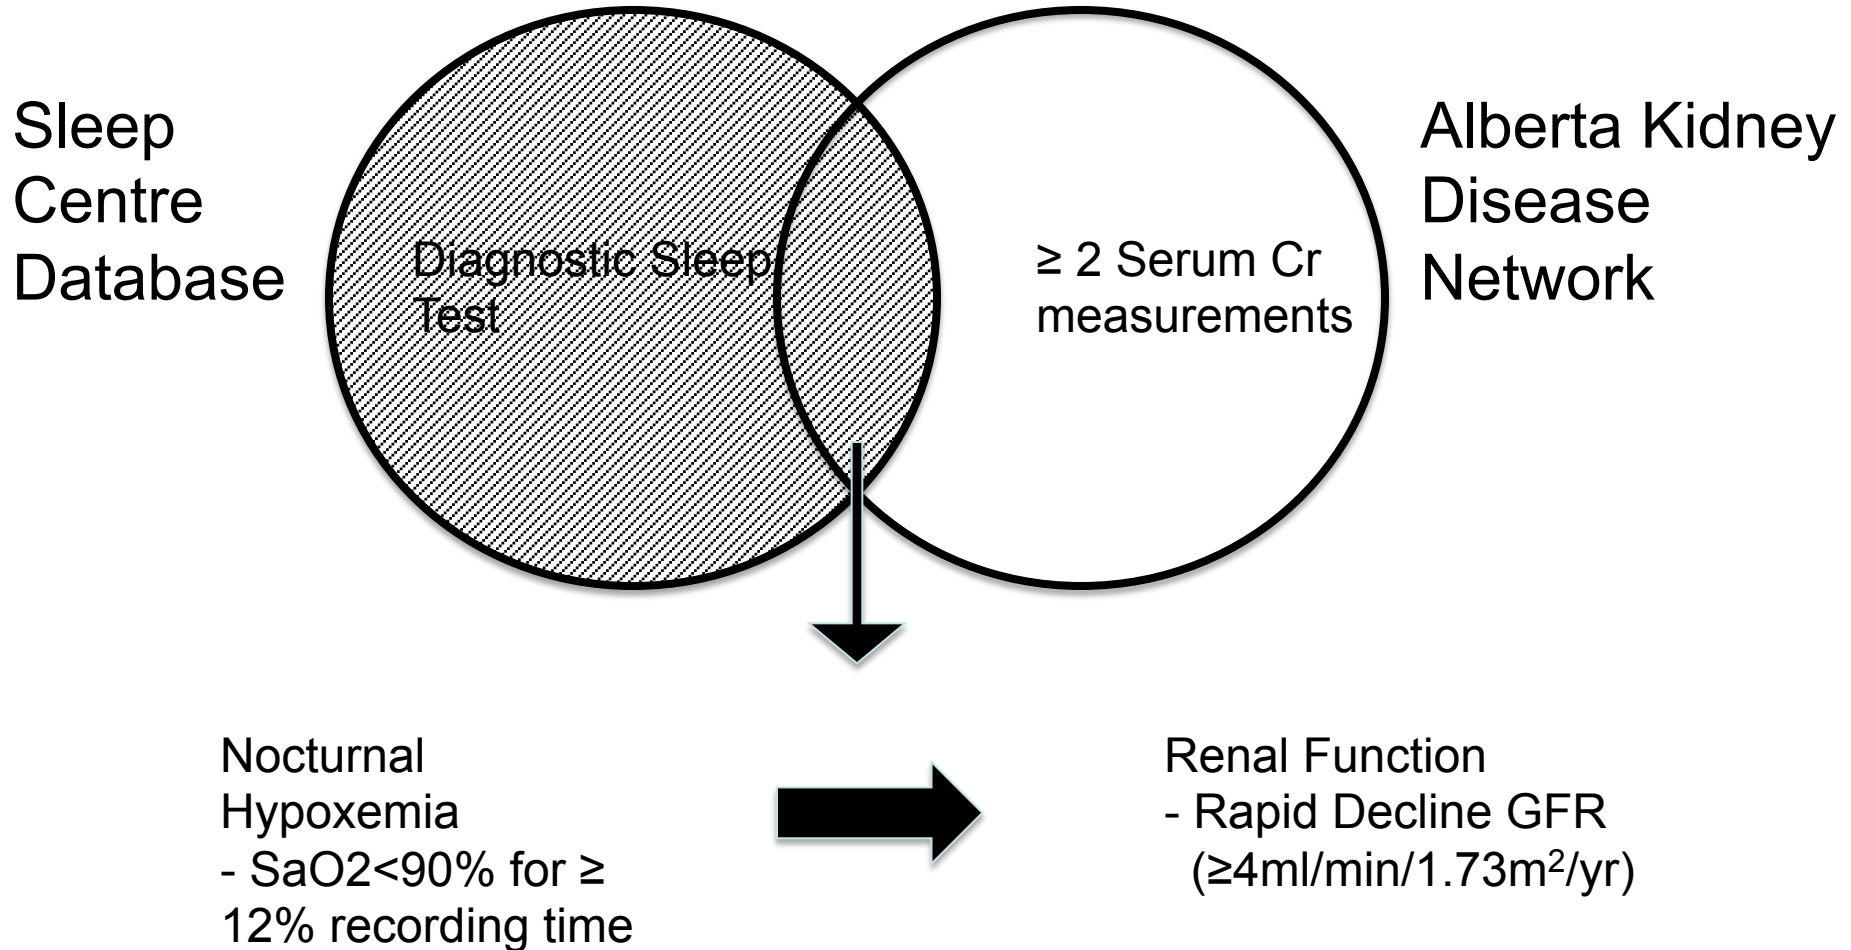 Sleep
Centre
Database
Diagnostic Sleep
Test
≥ 2 Serum Cr
measurements
Alberta Kidney
Disease
Network
Nocturnal
Hypoxemia
- SaO2<90% for ≥
12% recording time
Renal Function
- Rapid Decline GFR
(≥4ml/min/1.73m²/yr)